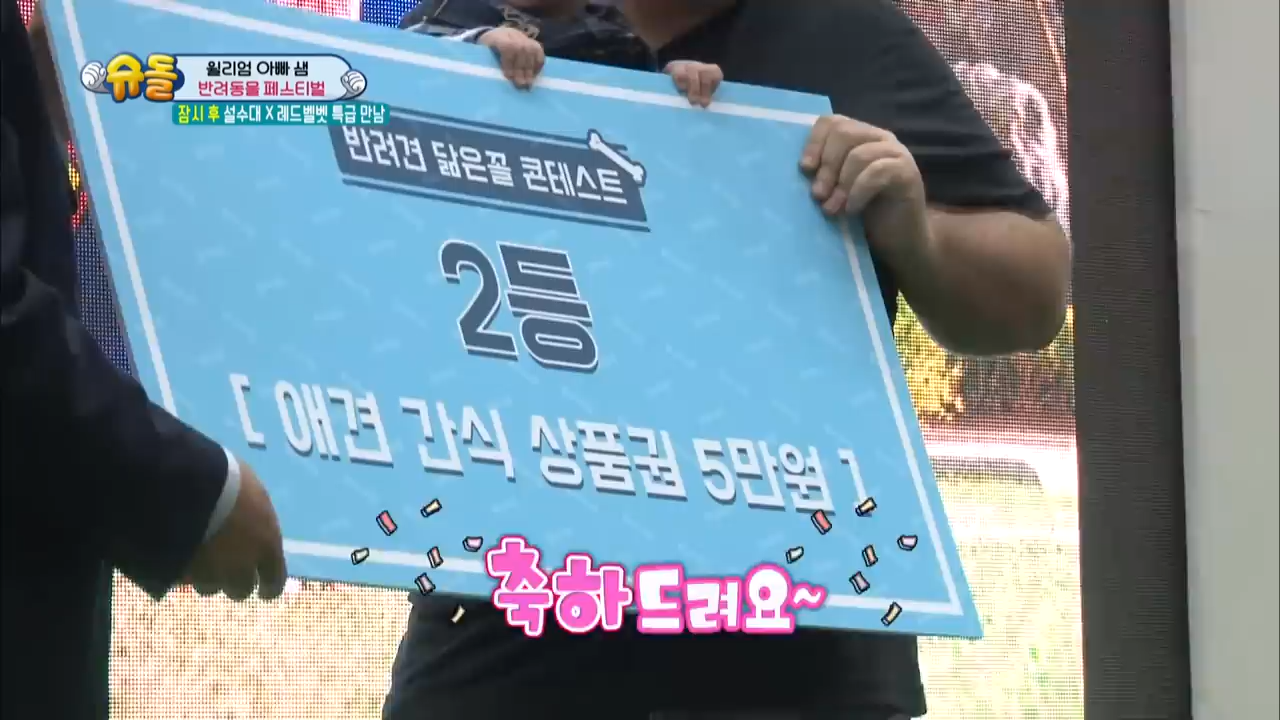 슈돌
윌리엄 아빠 샘
반려동물 페스티벌
잠시 후 설수대 X 레드벨벳 특급 만남
반려견 닮은꼴 콘테스트
2등
[ 애견 간식 상품권 5만원 ]
축하드려요~